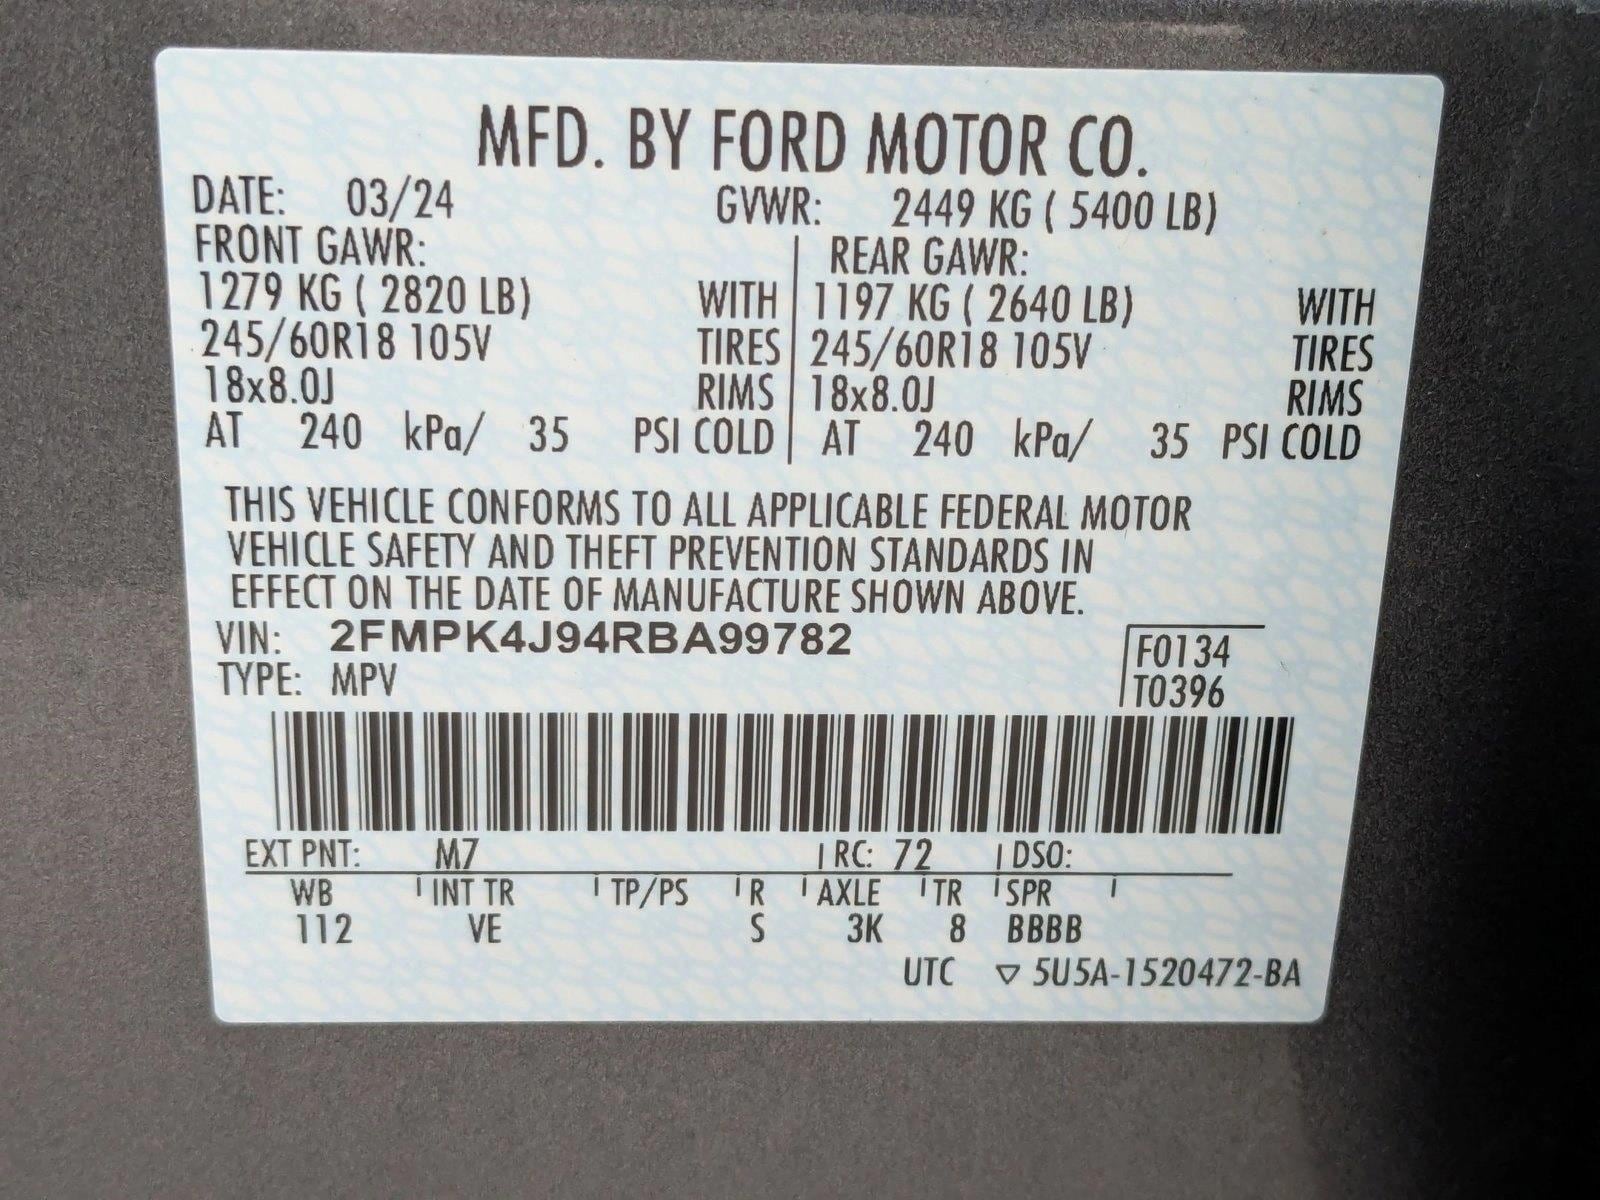 MFD. BY FORD MOTOR CO.
DATE: 03/24 GVWR: 2449 KG ( 5400 LB)
FRONT GAWR: REAR GAWR:
1279 KG ( 2820 LB) WITH 1197 KG ( 2640 LB) WITH
245/60R18 105V TIRES 245/60R18 105V TIRES
18x8.0J RIMS 18x8.0J RIMS
AT 240 kPa/ 35 PSI COLD AT 240 kPa/ 35 PSI COLD
THIS VEHICLE CONFORMS TO ALL APPLICABLE FEDERAL MOTOR
VEHICLE SAFETY AND THEFT PREVENTION STANDARDS IN
EFFECT ON THE DATE OF MANUFACTURE SHOWN ABOVE.
VIN: 2FMPK4J94RBA99782 F0134
TYPE: MPV T0396
EXT PNT: M7 RC: 72 DSO:
WB INT TR TP/PS R AXLE TR SPR
112 VE S 3K 8 BBBB
UTC ▽ 5U5A-1520472-BA